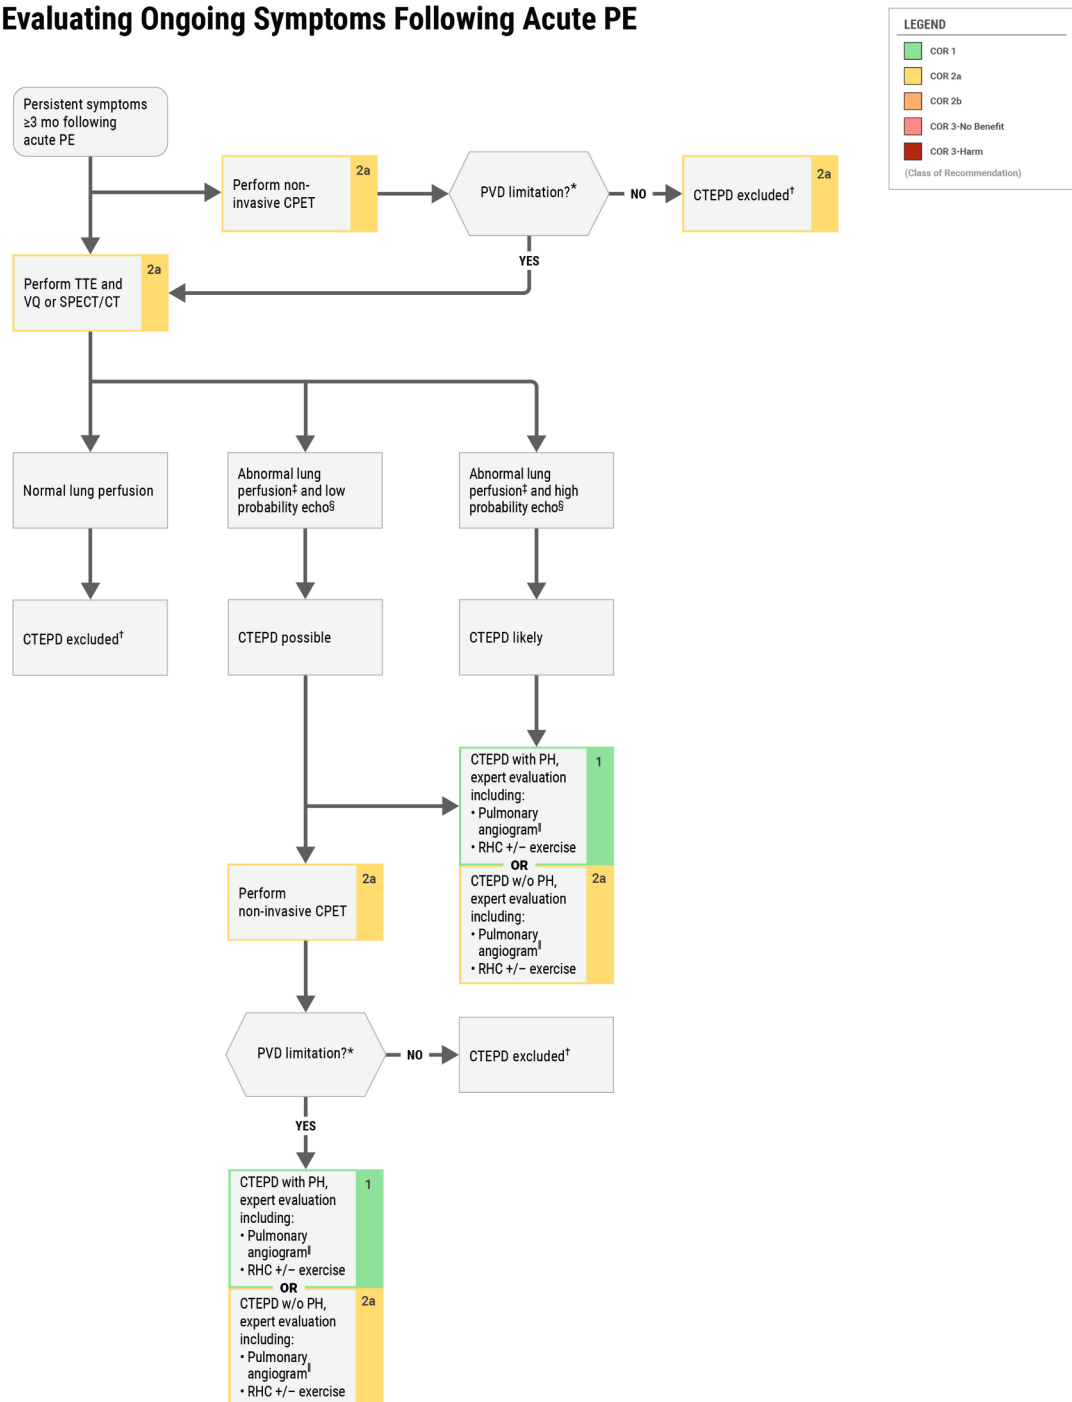 Evaluating Ongoing Symptoms Following Acute PE
LEGEND
COR 1
COR 2a
COR 2b
COR 3-No Benefit
COR 3-Harm
(Class of Recommendation)
Persistent symptoms
≥3 mo following
acute PE
Perform non-
invasive CPET
2a
PVD limitation?*
NO
CTEPD excluded†
2a
YES
Perform TTE and
VQ or SPECT/CT
2a
Normal lung perfusion
Abnormal lung
perfusion‡ and low
probability echo§
Abnormal lung
perfusion‡ and high
probability echo§
CTEPD excluded†
CTEPD possible
CTEPD likely
CTEPD with PH,
expert evaluation
including:
• Pulmonary
angiogram‖
• RHC +/− exercise
1
OR
CTEPD w/o PH,
expert evaluation
including:
• Pulmonary
angiogram‖
• RHC +/− exercise
2a
Perform
non-invasive CPET
2a
PVD limitation?*
NO
CTEPD excluded†
YES
CTEPD with PH,
expert evaluation
including:
• Pulmonary
angiogram‖
• RHC +/− exercise
1
OR
CTEPD w/o PH,
expert evaluation
including:
• Pulmonary
angiogram‖
• RHC +/− exercise
2a